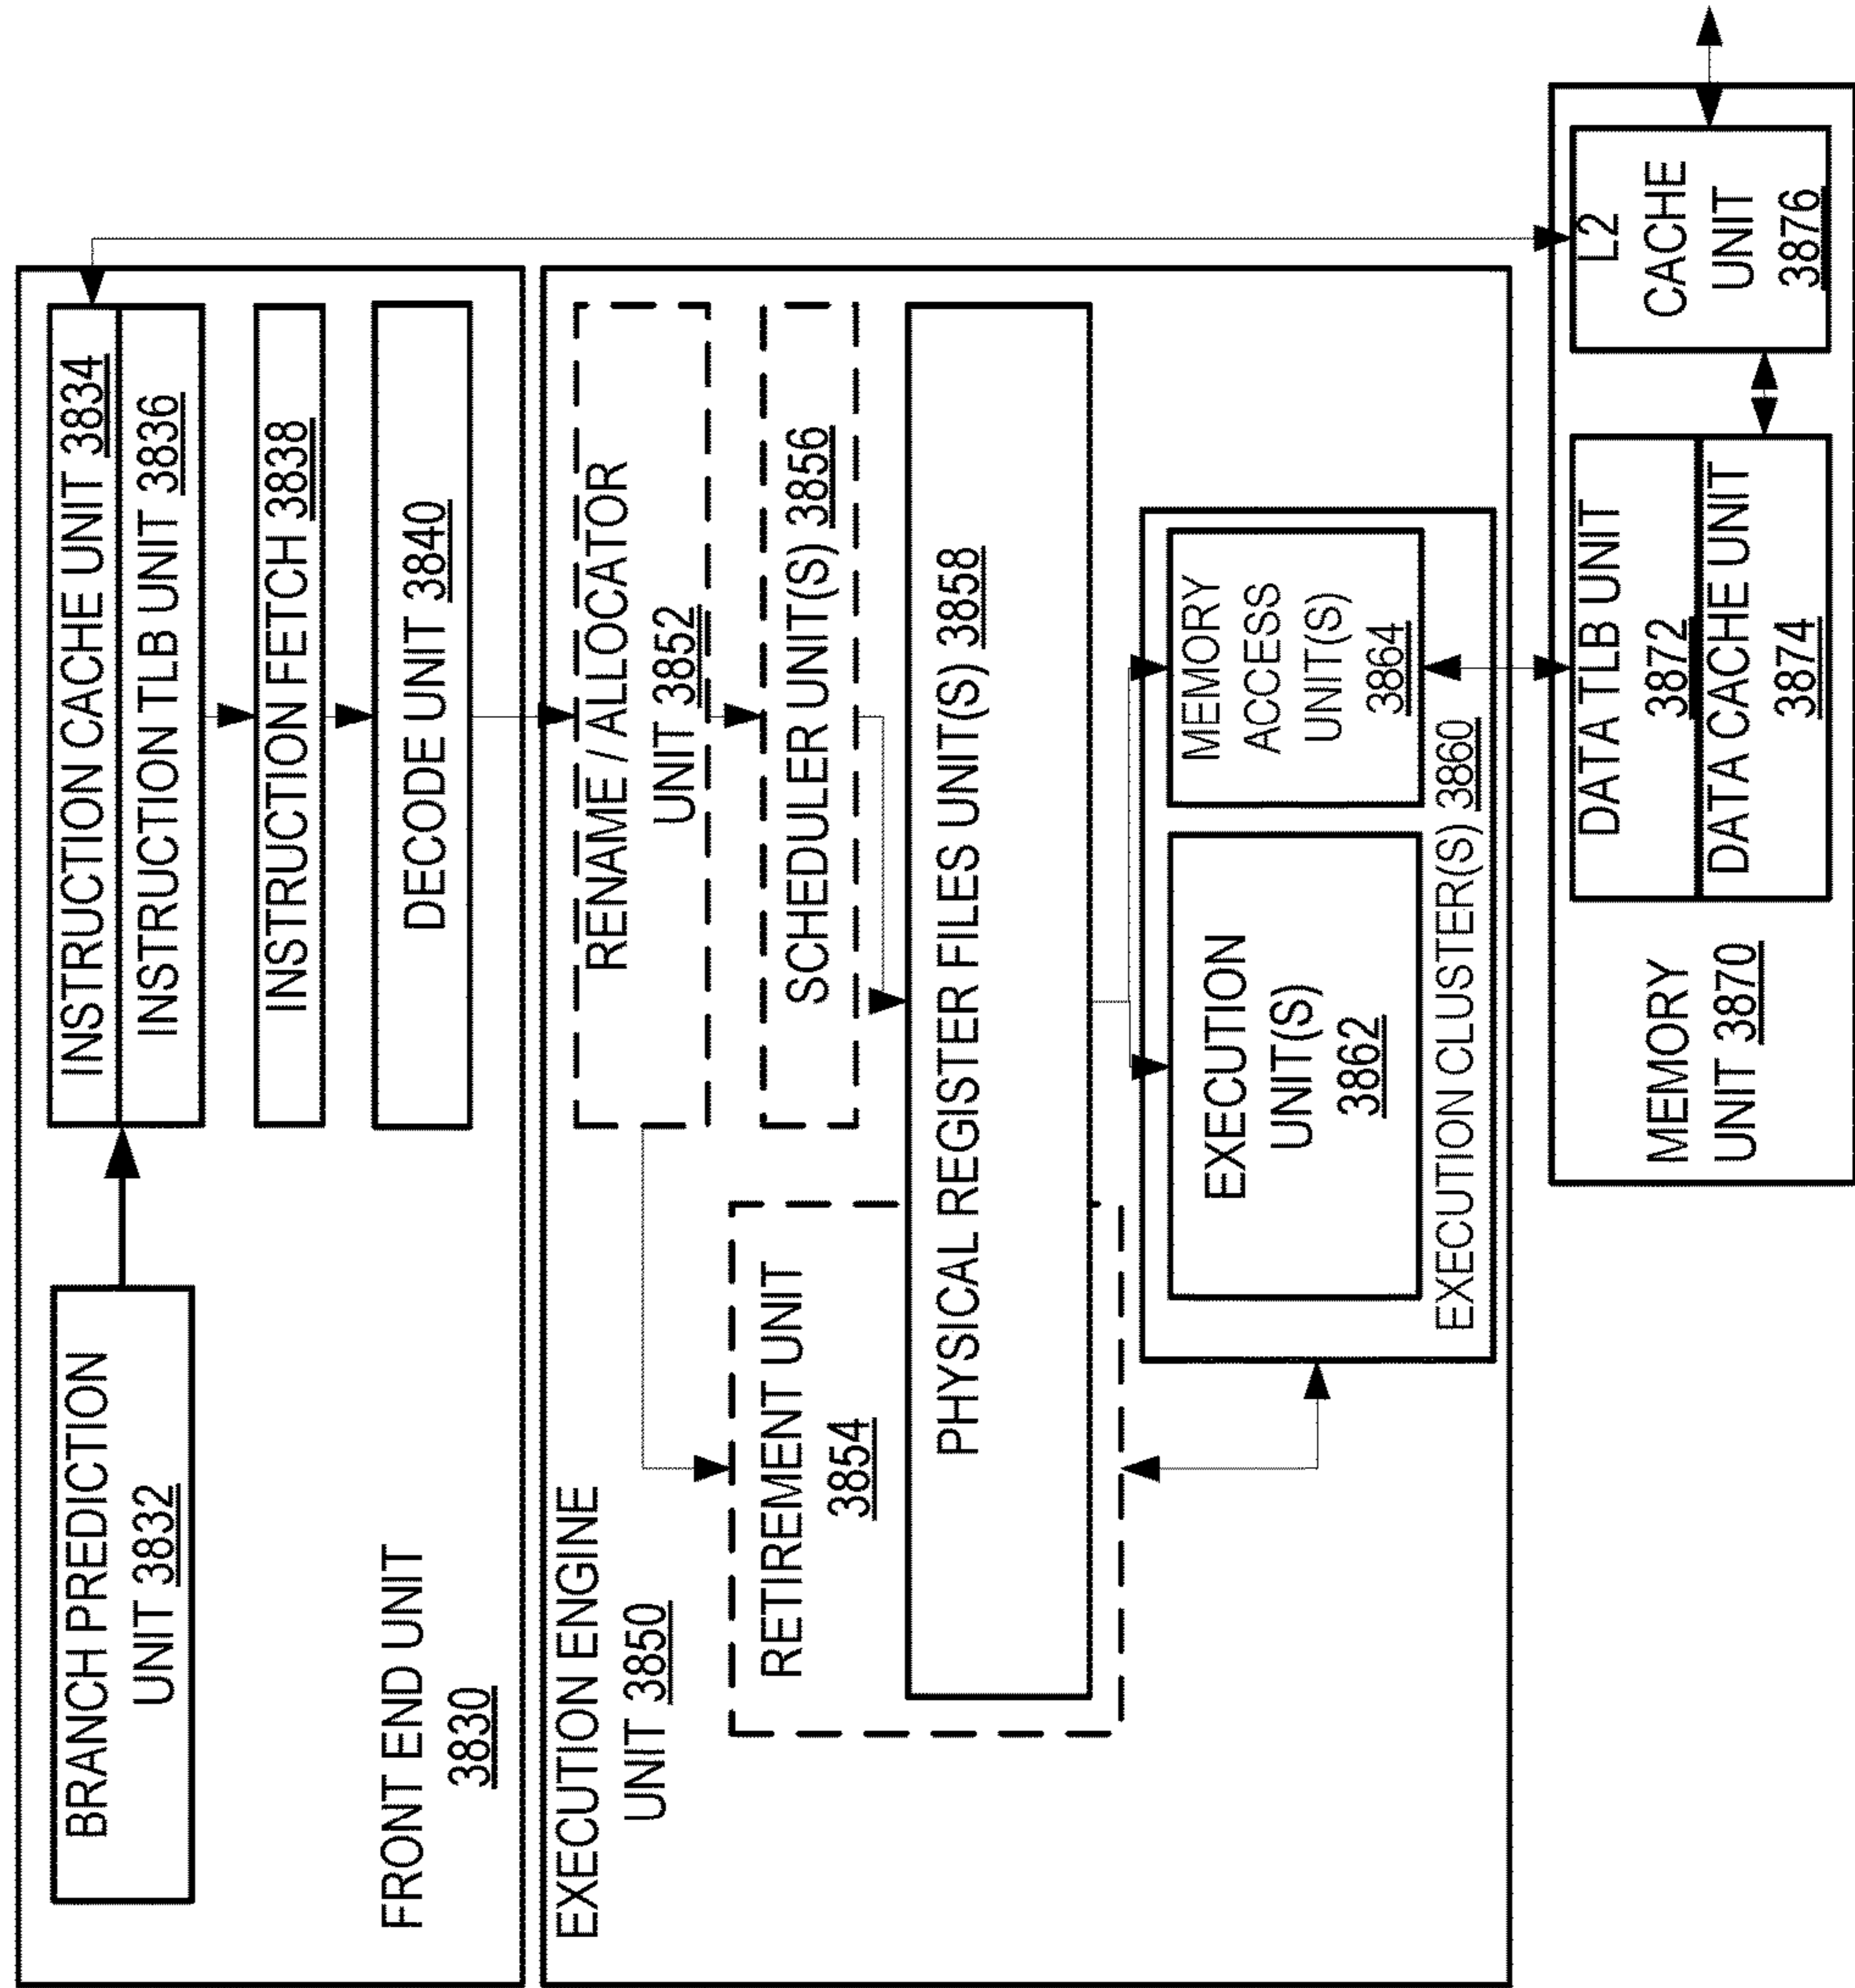 BRANCH PREDICTION
UNIT 3832
INSTRUCTION CACHE UNIT 3834
INSTRUCTION TLB UNIT 3836
INSTRUCTION FETCH 3838
DECODE UNIT 3840
FRONT END UNIT
3830
EXECUTION ENGINE
UNIT 3850
RENAME / ALLOCATOR
UNIT 3852
SCHEDULER UNIT(S) 3856
RETIREMENT UNIT
3854
PHYSICAL REGISTER FILES UNIT(S) 3858
EXECUTION
UNIT(S)
3862
MEMORY
ACCESS
UNIT(S)
3864
EXECUTION CLUSTER(S) 3860
MEMORY
UNIT 3870
DATA TLB UNIT
3872
DATA CACHE UNIT
3874
L2
CACHE
UNIT
3876